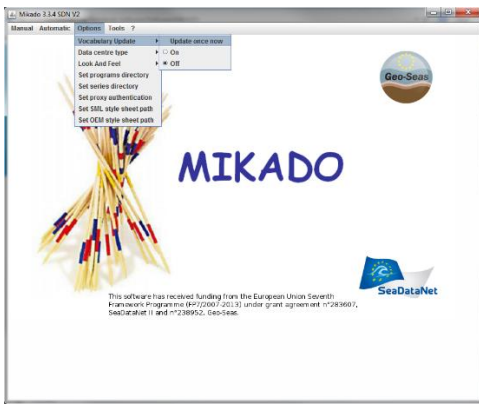 Mikado 3.3.4 SDN V2
Manual Automatic Options Tools ?
Vocabulary Update Update once now
Data centre type On
Look And Feel Off
Set programs directory
Set series directory
Set proxy authentication
Set SML style sheet path
Set OEM style sheet path
Geo-Seas
MIKADO
SeaDataNet
This software has received funding from the European Union Seventh
Framework Programme (FP7/2007-2013) under grant agreement n°283607,
SeaDataNet II and n°238952, Geo-Seas.